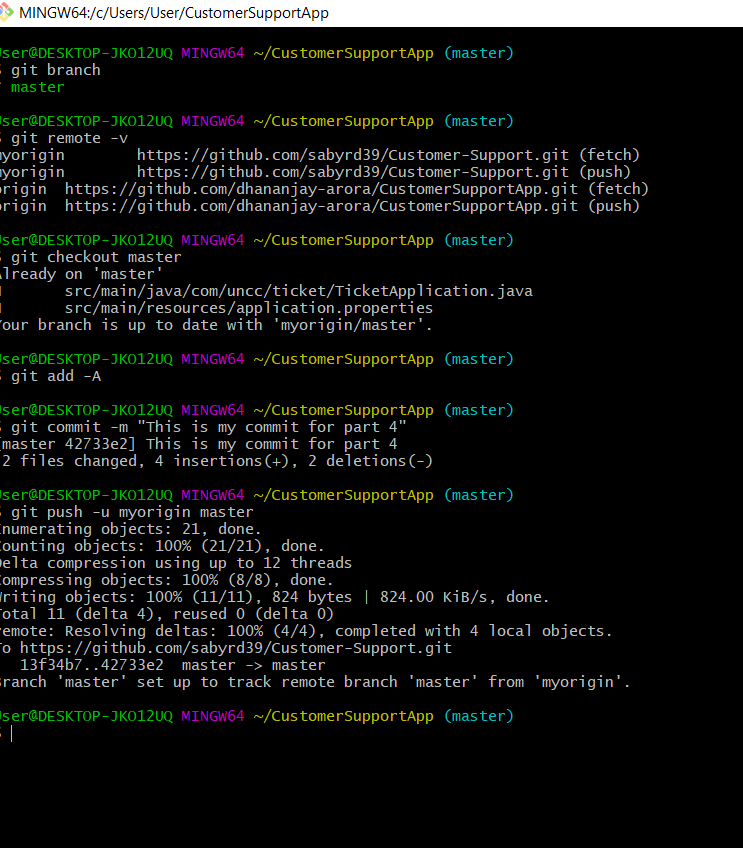 MINGW64:/c/Users/User/CustomerSupportApp
User@DESKTOP-JKO12UQ MINGW64 ~/CustomerSupportApp (master)
$ git branch
* master
User@DESKTOP-JKO12UQ MINGW64 ~/CustomerSupportApp (master)
$ git remote -v
myorigin        https://github.com/sabyrd39/Customer-Support.git (fetch)
myorigin        https://github.com/sabyrd39/Customer-Support.git (push)
origin  https://github.com/dhananjay-arora/CustomerSupportApp.git (fetch)
origin  https://github.com/dhananjay-arora/CustomerSupportApp.git (push)
User@DESKTOP-JKO12UQ MINGW64 ~/CustomerSupportApp (master)
$ git checkout master
Already on 'master'
M       src/main/java/com/uncc/ticket/TicketApplication.java
M       src/main/resources/application.properties
Your branch is up to date with 'myorigin/master'.
User@DESKTOP-JKO12UQ MINGW64 ~/CustomerSupportApp (master)
$ git add -A
User@DESKTOP-JKO12UQ MINGW64 ~/CustomerSupportApp (master)
$ git commit -m "This is my commit for part 4"
[master 42733e2] This is my commit for part 4
 2 files changed, 4 insertions(+), 2 deletions(-)
User@DESKTOP-JKO12UQ MINGW64 ~/CustomerSupportApp (master)
$ git push -u myorigin master
Enumerating objects: 21, done.
Counting objects: 100% (21/21), done.
Delta compression using up to 12 threads
Compressing objects: 100% (8/8), done.
Writing objects: 100% (11/11), 824 bytes | 824.00 KiB/s, done.
Total 11 (delta 4), reused 0 (delta 0)
remote: Resolving deltas: 100% (4/4), completed with 4 local objects.
To https://github.com/sabyrd39/Customer-Support.git
   13f34b7..42733e2  master -> master
Branch 'master' set up to track remote branch 'master' from 'myorigin'.
User@DESKTOP-JKO12UQ MINGW64 ~/CustomerSupportApp (master)
$